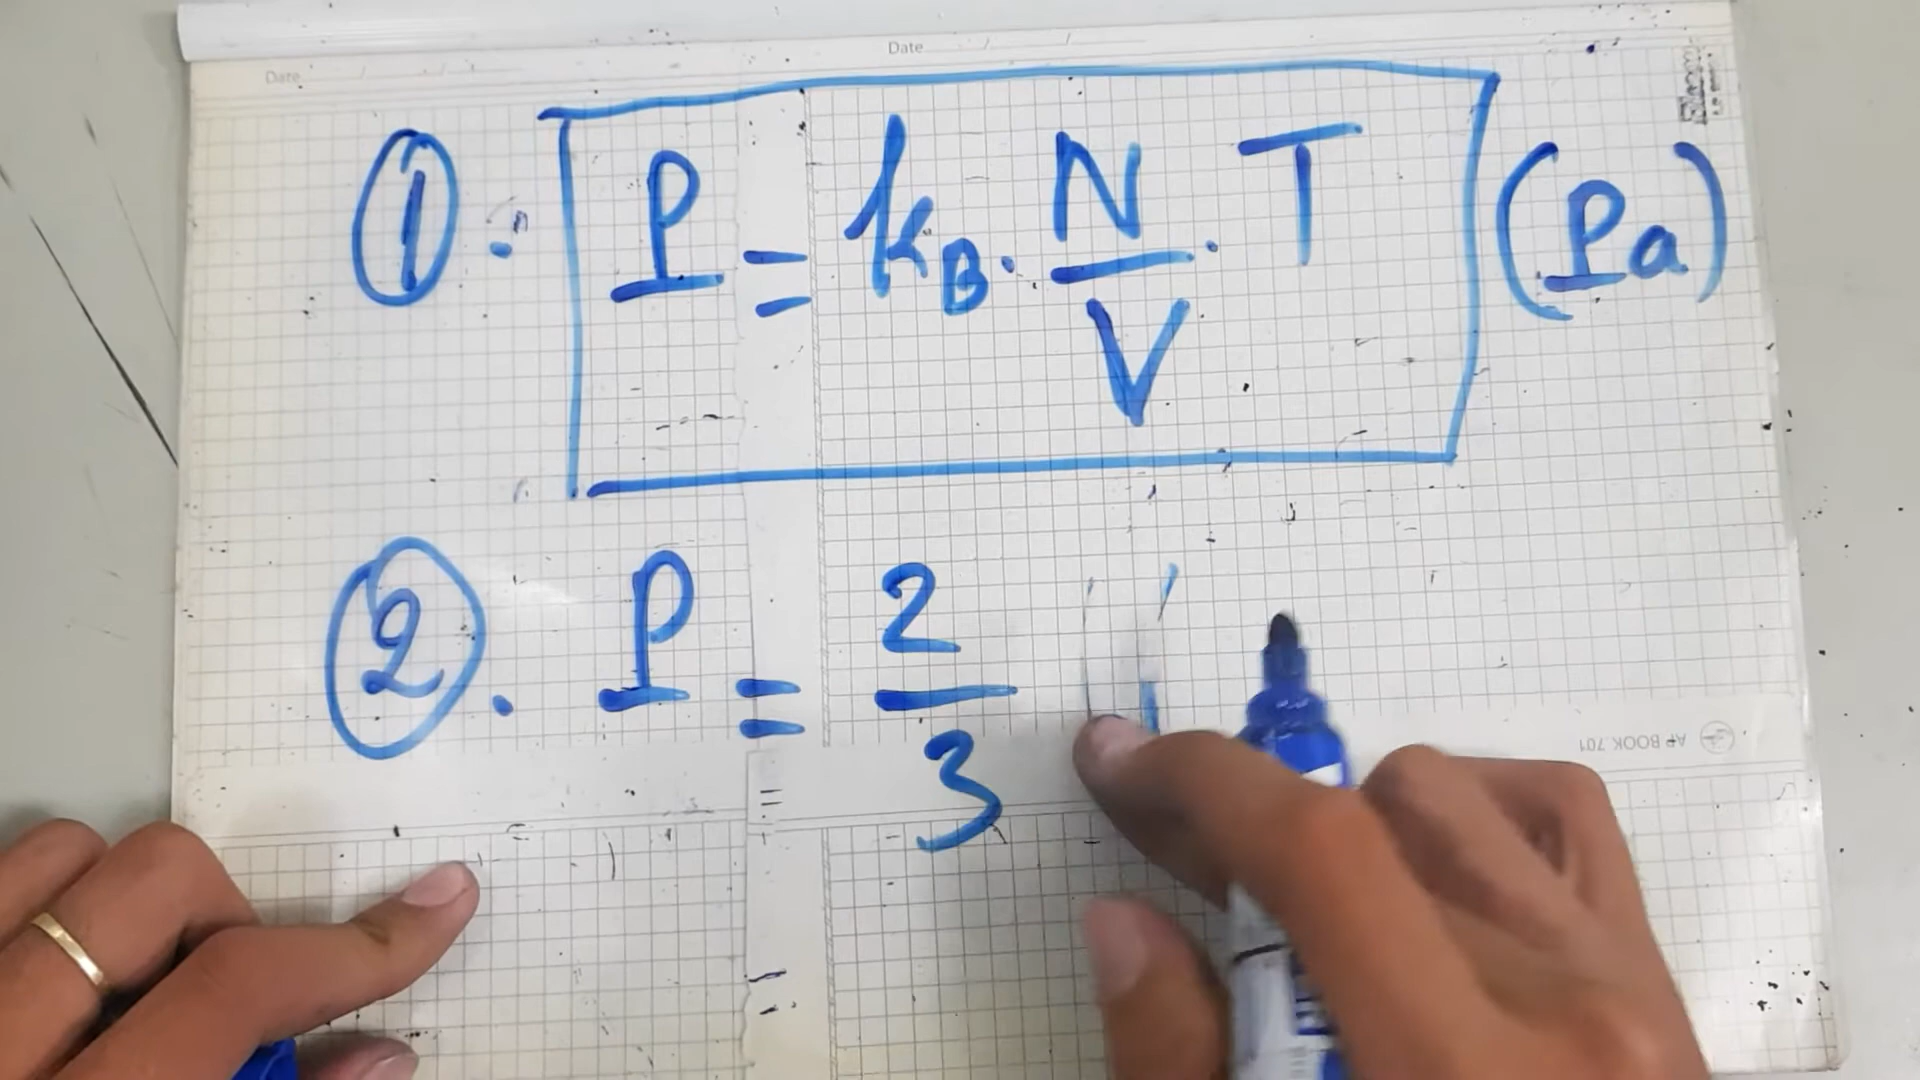 Date / /
Date / /
① . P = k_B . N/V . T (Pa)
② . P = 2/3
AP BOOK.701